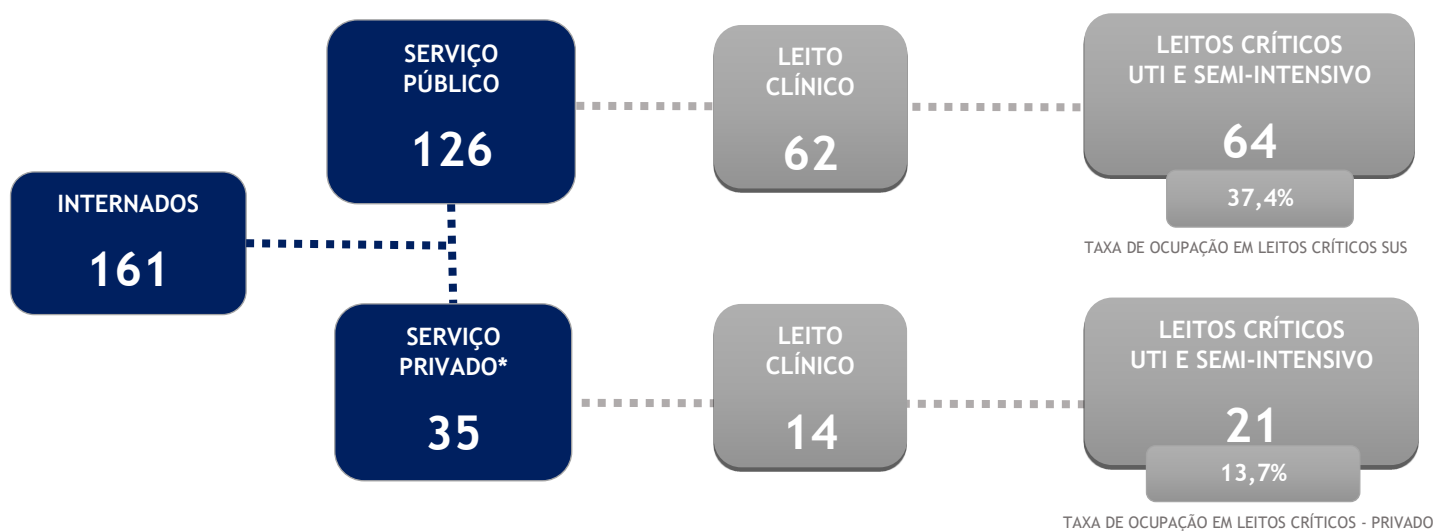 INTERNADOS
161
SERVIÇO
PÚBLICO
126
LEITO
CLÍNICO
62
LEITOS CRÍTICOS
UTI E SEMI-INTENSIVO
64
37,4%
TAXA DE OCUPAÇÃO EM LEITOS CRÍTICOS SUS
SERVIÇO
PRIVADO*
35
LEITO
CLÍNICO
14
LEITOS CRÍTICOS
UTI E SEMI-INTENSIVO
21
13,7%
TAXA DE OCUPAÇÃO EM LEITOS CRÍTICOS - PRIVADO